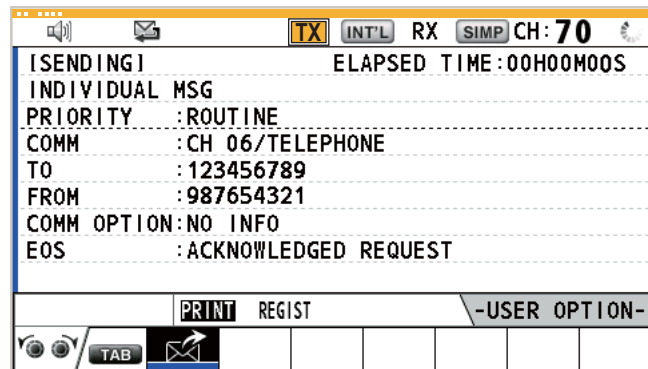 TX INT'L RX SIMP CH:70
[SENDING] ELAPSED TIME:00H00M00S
INDIVIDUAL MSG
PRIORITY :ROUTINE
COMM :CH 06/TELEPHONE
TO :123456789
FROM :987654321
COMM OPTION:NO INFO
EOS :ACKNOWLEDGED REQUEST
PRINT REGIST -USER OPTION-
TAB